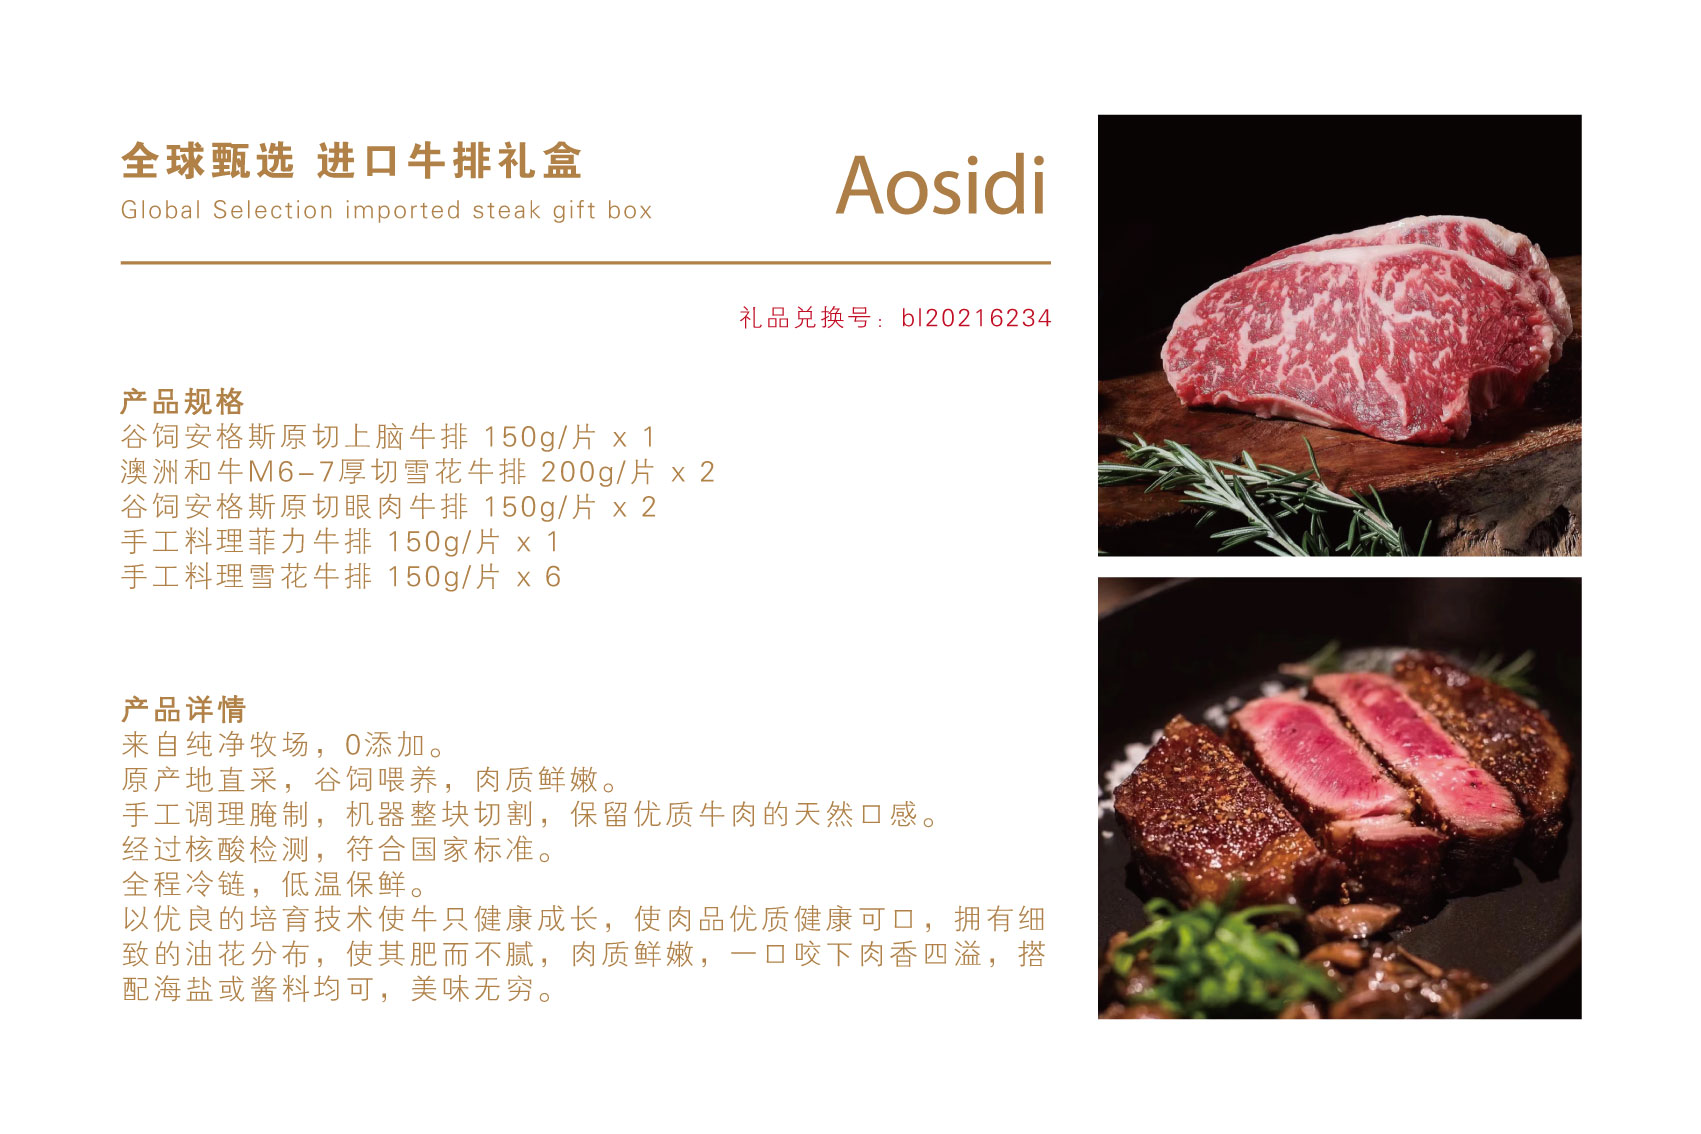 全球甄选 进口牛排礼盒
Global Selection imported steak gift box
Aosidi
礼品兑换号：bl20216234
产品规格
谷饲安格斯原切上脑牛排 150g/片 x 1
澳洲和牛M6-7厚切雪花牛排 200g/片 x 2
谷饲安格斯原切眼肉牛排 150g/片 x 2
手工料理菲力牛排 150g/片 x 1
手工料理雪花牛排 150g/片 x 6
产品详情
来自纯净牧场，0添加。
原产地直采，谷饲喂养，肉质鲜嫩。
手工调理腌制，机器整块切割，保留优质牛肉的天然口感。
经过核酸检测，符合国家标准。
全程冷链，低温保鲜。
以优良的培育技术使牛只健康成长，使肉品优质健康可口，拥有细
致的油花分布，使其肥而不腻，肉质鲜嫩，一口咬下肉香四溢，搭
配海盐或酱料均可，美味无穷。